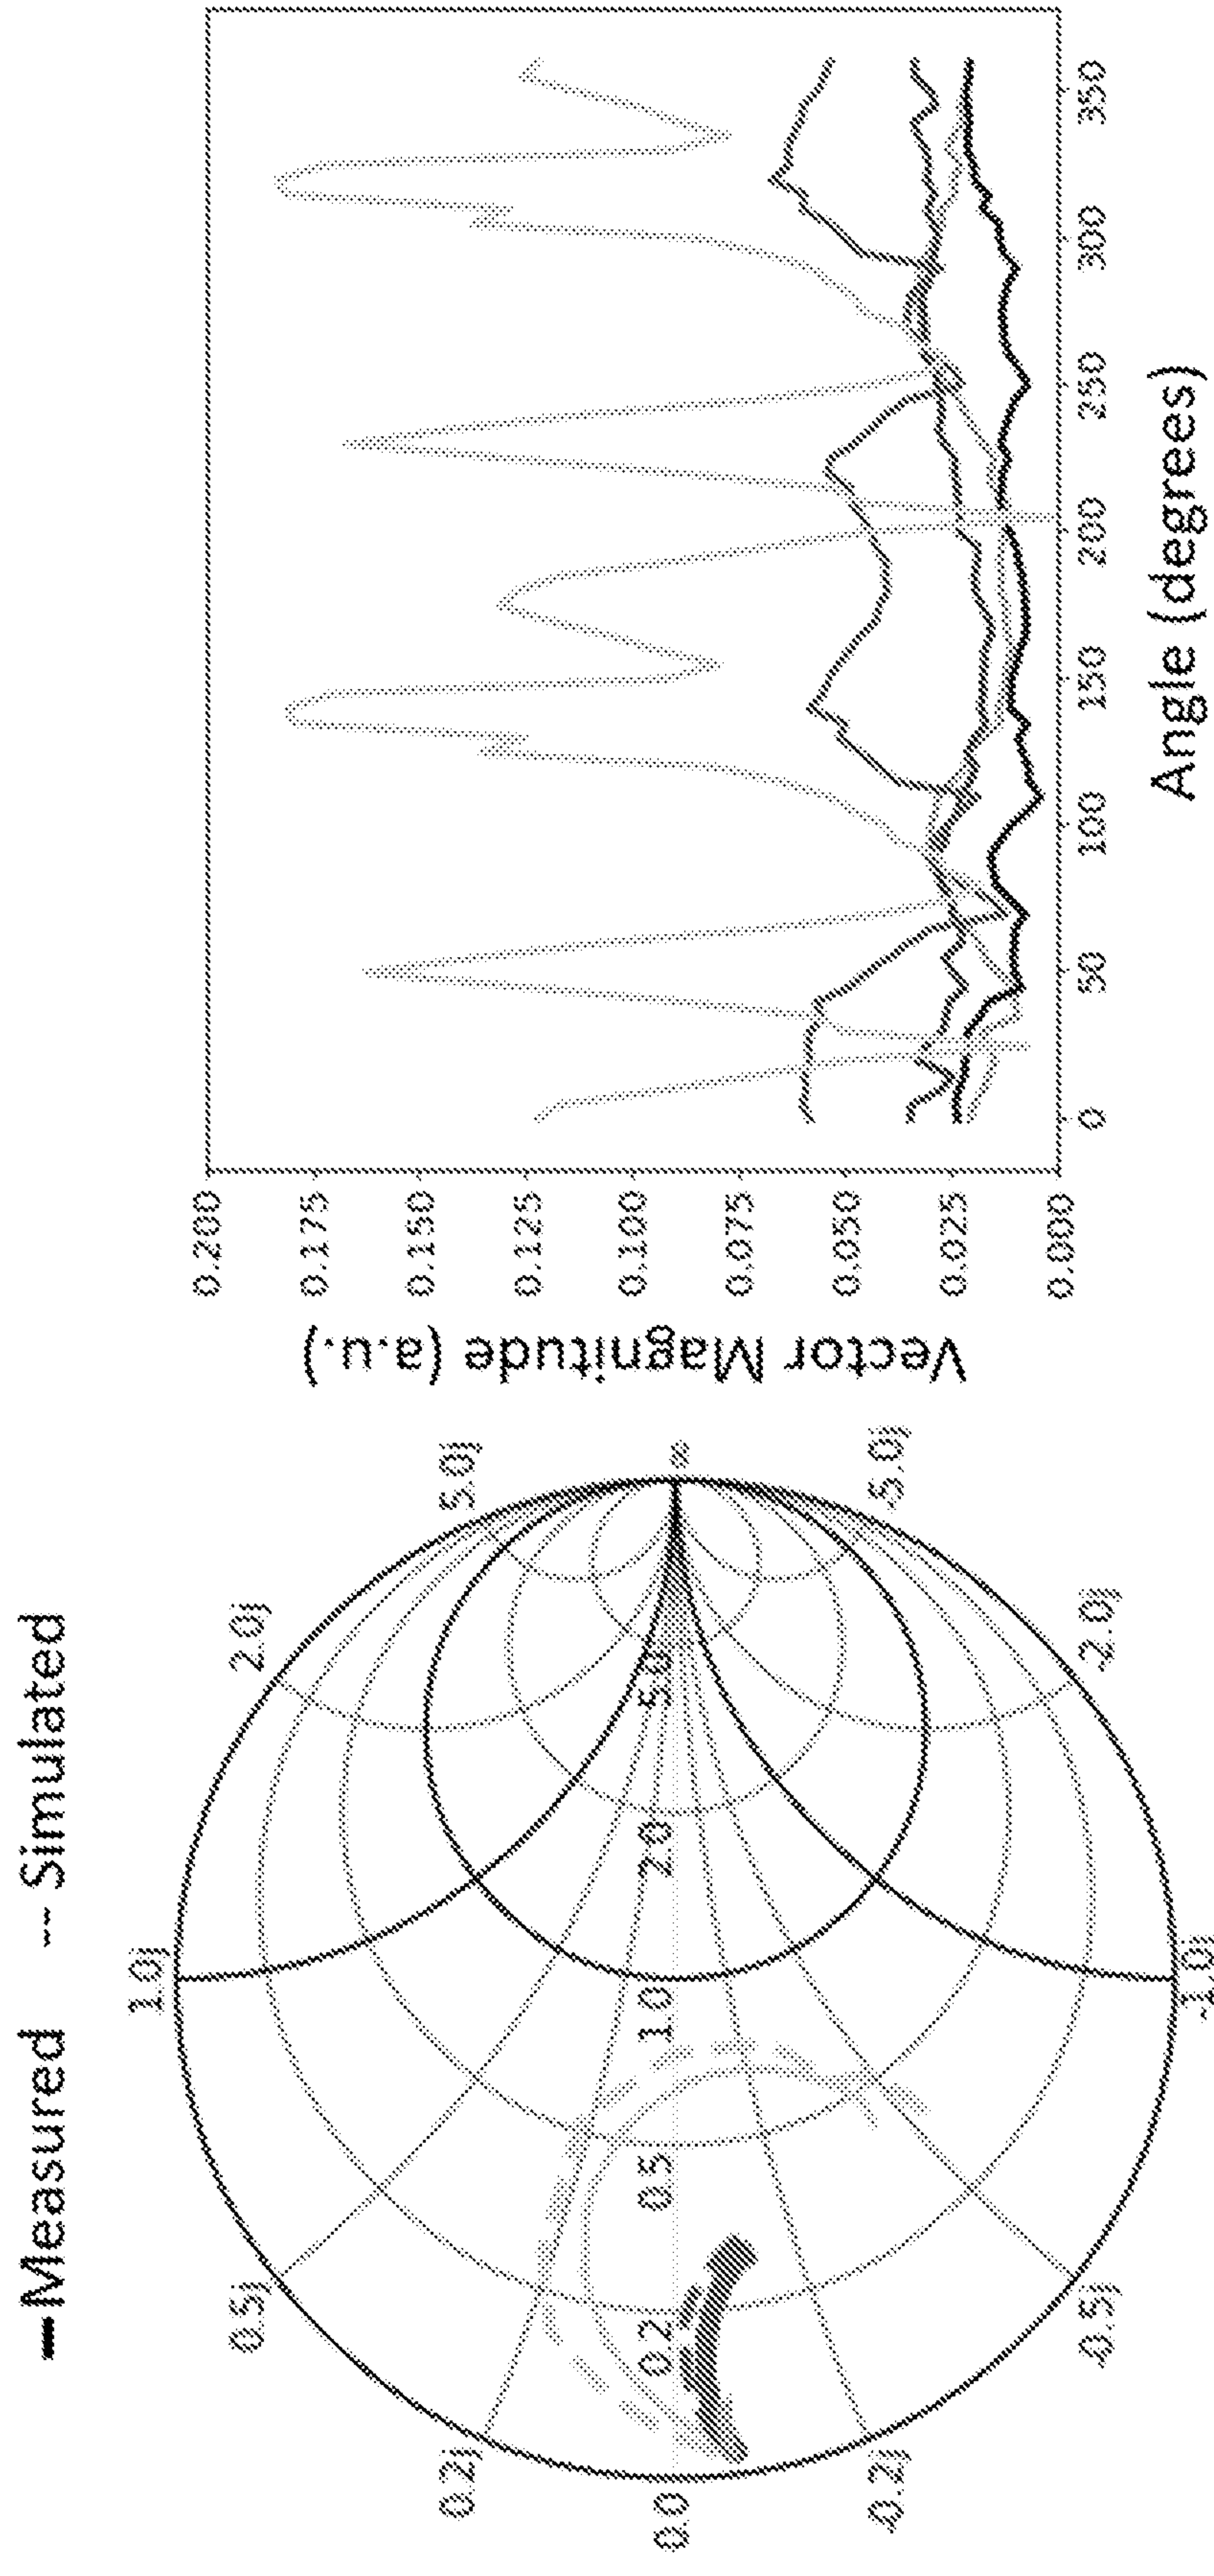 Measured -- Simulated
1.0j
0.5j
2.0j
0.2j
5.0j
0.0
0.2
0.5
1.0
2.0
5.0
∞
-0.2j
-5.0j
-0.5j
-2.0j
-1.0j
Vector Magnitude (a.u.)
0.200
0.175
0.150
0.125
0.100
0.075
0.050
0.025
0.000
0
50
100
150
200
250
300
350
Angle (degrees)